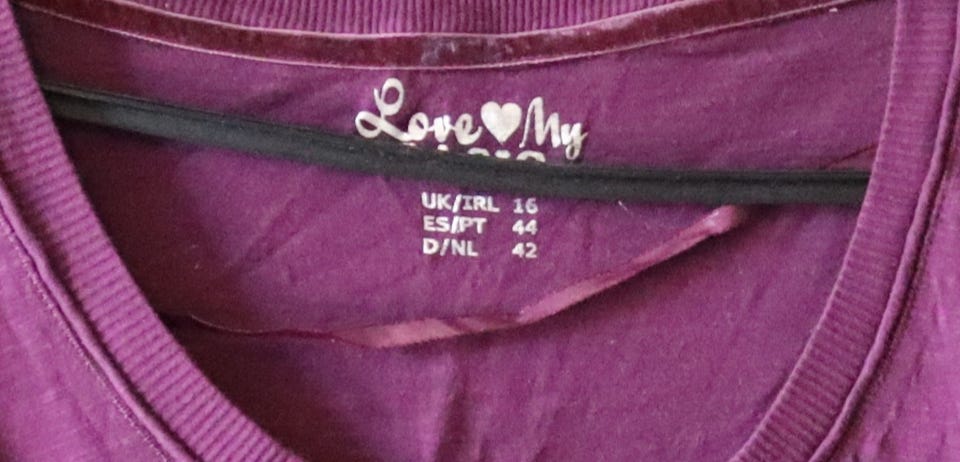 Love My
UK/IRL 16
ES/PT 44
D/NL 42